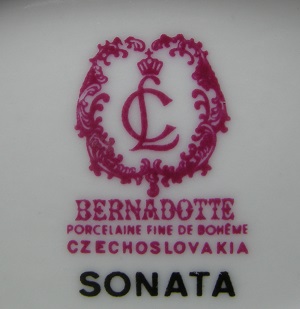 CL
BERNADOTTE
PORCELAINE FINE DE BOHÊME
CZECHOSLOVAKIA
SONATA